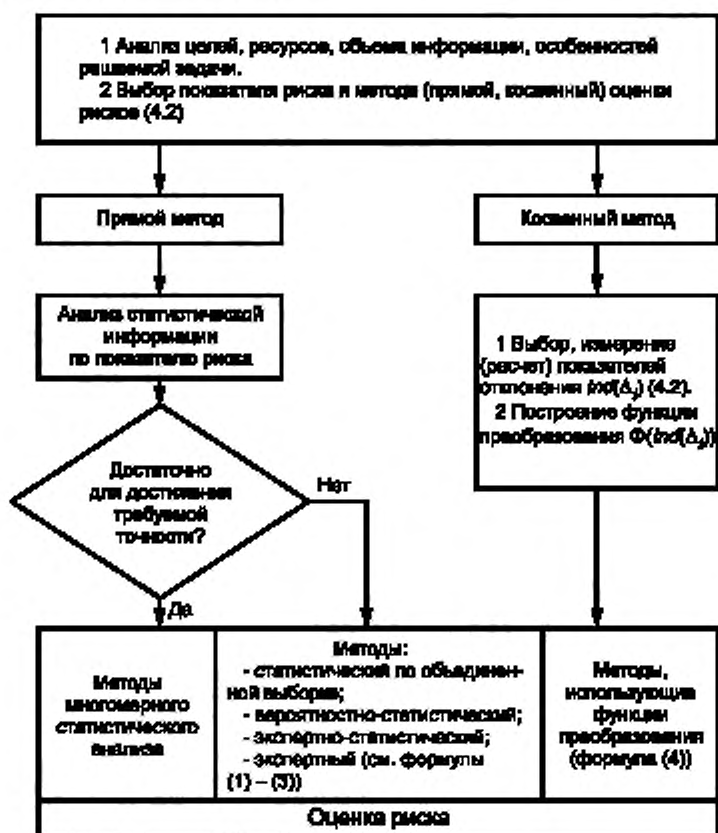 1 Анализ целей, ресурсов, объема информации, особенностей
решаемой задачи.
2 Выбор показателя риска и метода (прямой, косвенный) оценки
рисков (4.2)
Прямой метод
Косвенный метод
Анализ статистической
информации
по показателю риска
1 Выбор, измерение
(расчет) показателей
отклонения ind(Δ) (4.2).
2 Построение функции
преобразования Ф(ind(Δ))
Достаточно
для достижения
требуемой
точности?
Нет
Да
Методы
многомерного
статистического
анализа
Методы:
- статистический по объединен-
ной выборке;
- вероятностно-статистический;
- экспертно-статистический;
- экспертный (см. формулы
(1) – (3))
Методы,
использующие
функции
преобразования
(формула (4))
Оценка риска